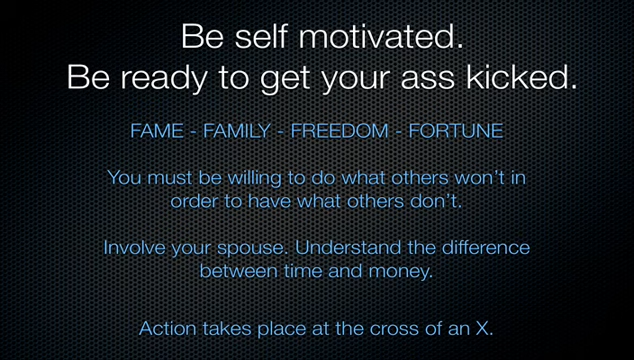 Be self motivated.
Be ready to get your ass kicked.
FAME - FAMILY - FREEDOM - FORTUNE
You must be willing to do what others won't in
order to have what others don't.
Involve your spouse. Understand the difference
between time and money.
Action takes place at the cross of an X.